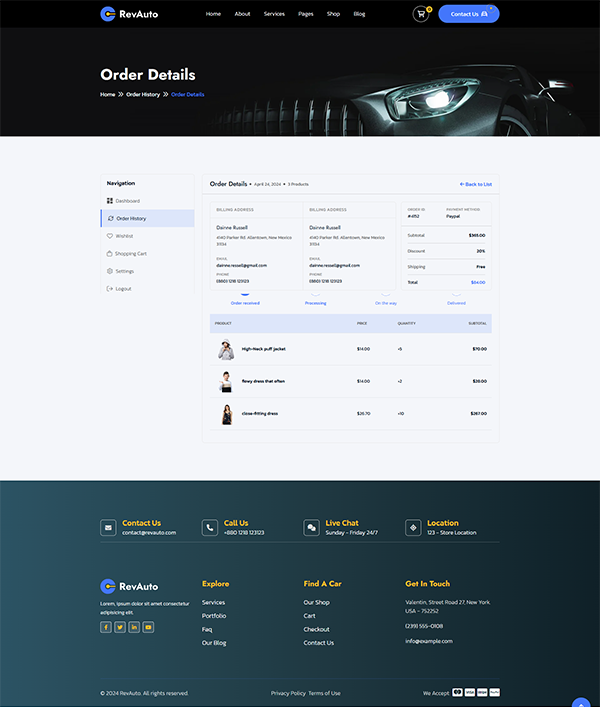 RevAuto
Home About Services Pages Shop Blog
0
Contact Us
Order Details
Home Order History Order Details
Navigation
Dashboard
Order History
Wishlist
Shopping Cart
Settings
Logout
Order Details • April 24, 2024 • 3 Products
Back to List
BILLING ADDRESS
Dainne Russell
4140 Parker Rd. Allentown, New Mexico
31134
EMAIL
dainne.ressell@gmail.com
PHONE
(880) 1218 123123
BILLING ADDRESS
Dainne Russell
4140 Parker Rd. Allentown, New Mexico
31134
EMAIL
dainne.ressell@gmail.com
PHONE
(880) 1218 123123
ORDER ID: PAYMENT METHOD:
#4152 Paypal
Subtotal $365.00
Discount 20%
Shipping Free
Total $84.00
Order received Processing On the way Delivered
PRODUCT PRICE QUANTITY SUBTOTAL
High-Neck puff jacket $14.00 x5 $70.00
flowy dress that often $14.00 x2 $28.00
close-fitting dress $26.70 x10 $267.00
Contact Us
contact@revauto.com
Call Us
+880 1218 123123
Live Chat
Sunday - Friday 24/7
Location
123 - Store Location
RevAuto
Lorem, ipsum dolor sit amet consectetur
adipisicing elit.
Explore
Services
Portfolio
Faq
Our Blog
Find A Car
Our Shop
Cart
Checkout
Contact Us
Get In Touch
Valentin, Street Road 27, New York,
USA - 752252
(239) 555-0108
info@example.com
© 2024 RevAuto. All rights reserved.
Privacy Policy Terms of Use
We Accept: